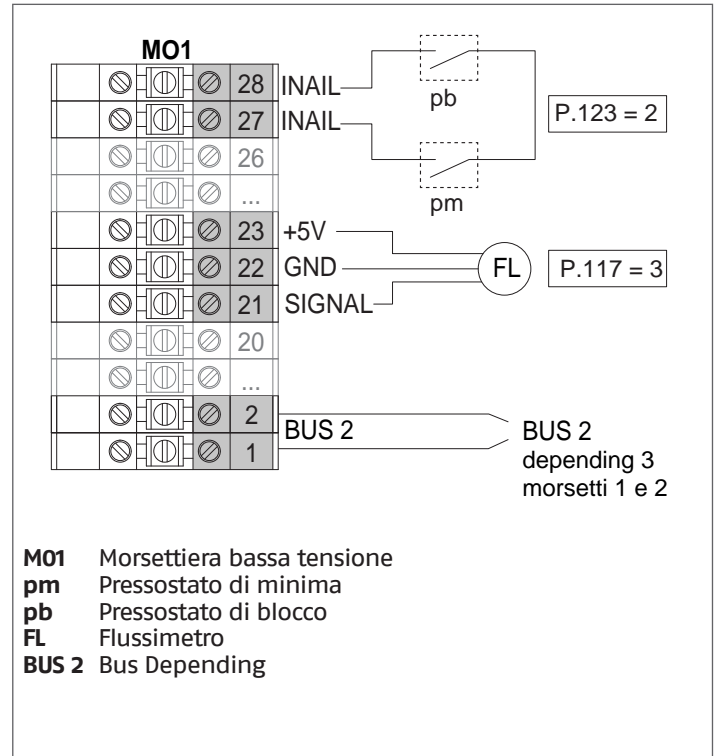 MO1
28 INAIL
pb
P.123 = 2
27 INAIL
26
pm
...
23 +5V
22 GND
FL
P.117 = 3
21 SIGNAL
20
...
2
BUS 2
1
BUS 2
depending 3
morsetti 1 e 2
M01 Morsettiera bassa tensione
pm Pressostato di minima
pb Pressostato di blocco
FL Flussimetro
BUS 2 Bus Depending